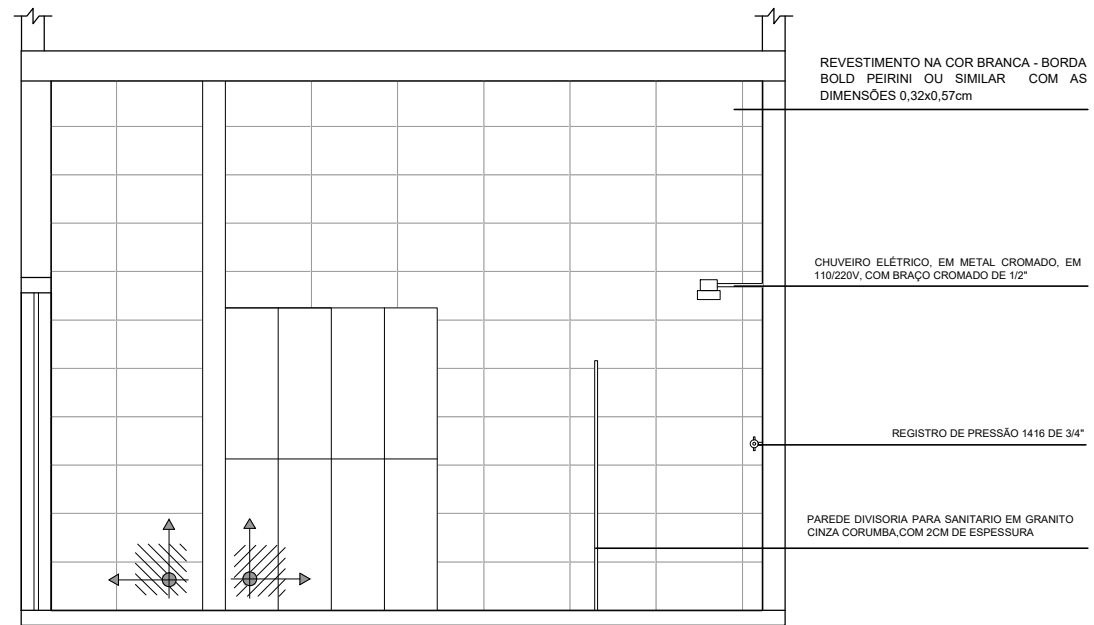 REVESTIMENTO NA COR BRANCA - BORDA
BOLD PEIRINI OU SIMILAR COM AS
DIMENSÕES 0,32x0,57cm
CHUVEIRO ELÉTRICO, EM METAL CROMADO, EM
110/220V, COM BRAÇO CROMADO DE 1/2"
REGISTRO DE PRESSÃO 1416 DE 3/4"
PAREDE DIVISORIA PARA SANITARIO EM GRANITO
CINZA CORUMBA,COM 2CM DE ESPESSURA